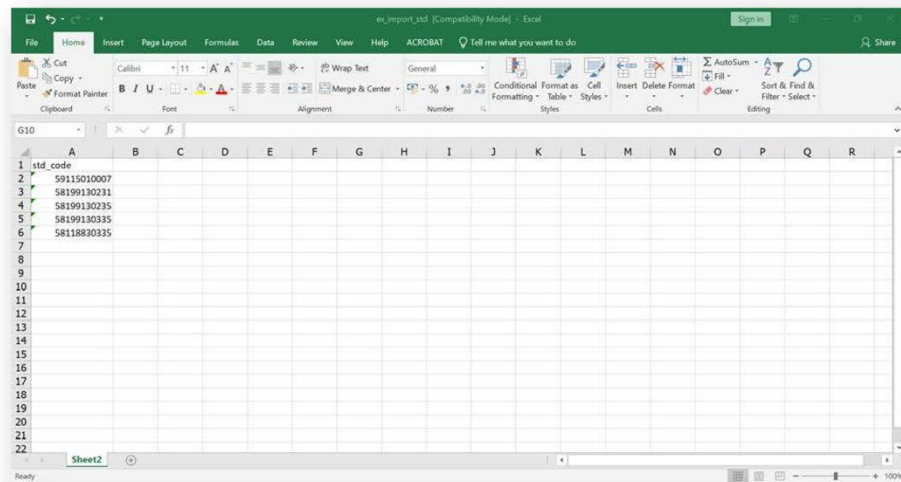 ex_import_std [Compatibility Mode] - Excel
Sign in
File Home Insert Page Layout Formulas Data Review View Help ACROBAT Tell me what you want to do
Share
Paste
Cut
Copy
Format Painter
Clipboard
Calibri 11 A A
B I U A
Font
Wrap Text
Merge & Center
Alignment
General
% ,
Number
Conditional Formatting
Format as Table
Cell Styles
Styles
Insert Delete Format
Cells
AutoSum
Fill
Clear
Sort & Filter
Find & Select
Editing
G10 fx
A B C D E F G H I J K L M N O P Q R
1 std_code
2 59115010007
3 58199130231
4 58199130235
5 58199130335
6 58118830335
7
8
9
10
11
12
13
14
15
16
17
18
19
20
21
22
Sheet2
Ready
100%